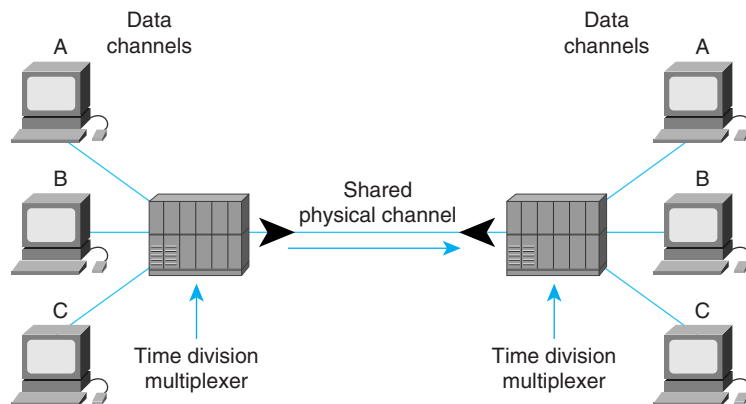 Data
channels
A
B
C
Time division
multiplexer
Shared
physical channel
Data
channels
A
B
C
Time division
multiplexer